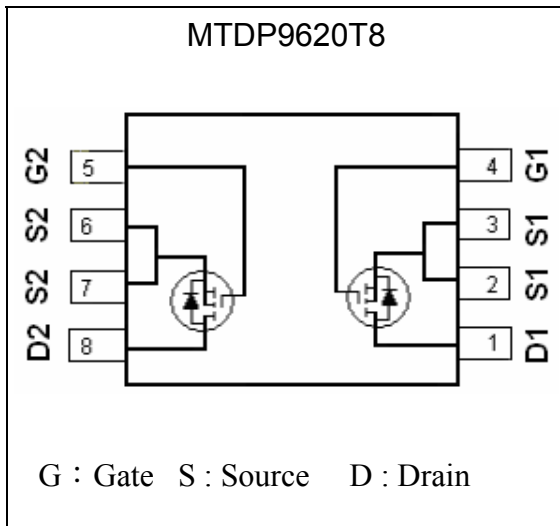 MTDP9620T8
G2 5 4 G1
S2 6 3 S1
S2 7 2 S1
D2 8 1 D1
G：Gate S : Source D : Drain